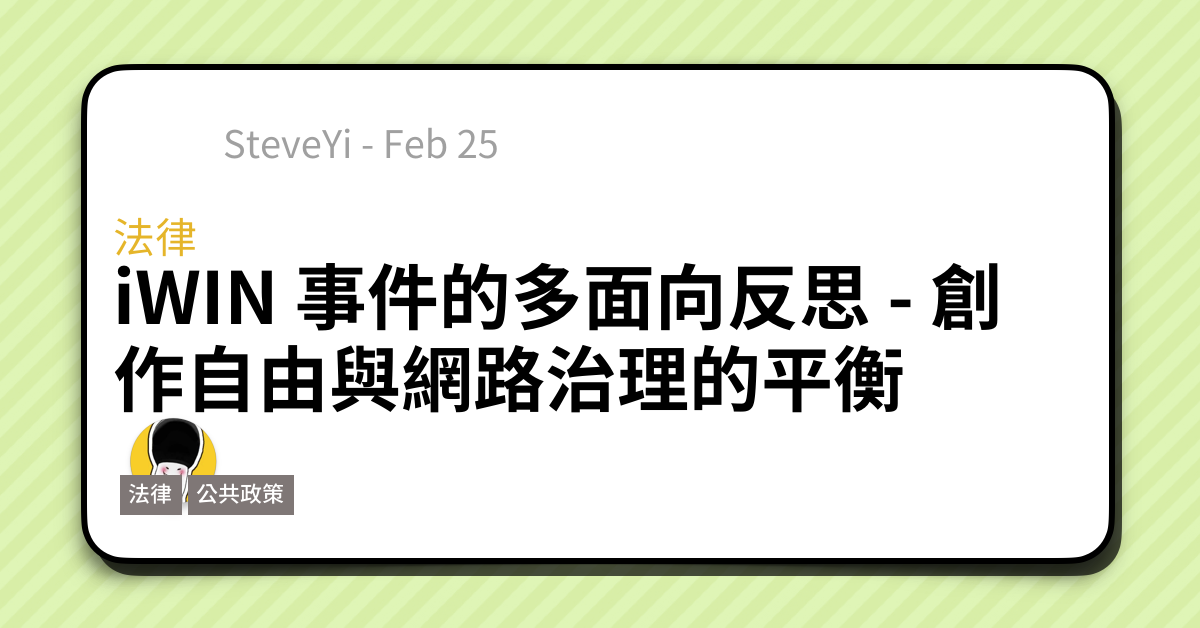 SteveYi - Feb 25
法律
iWIN 事件的多面向反思 - 創
作自由與網路治理的平衡
法律 公共政策